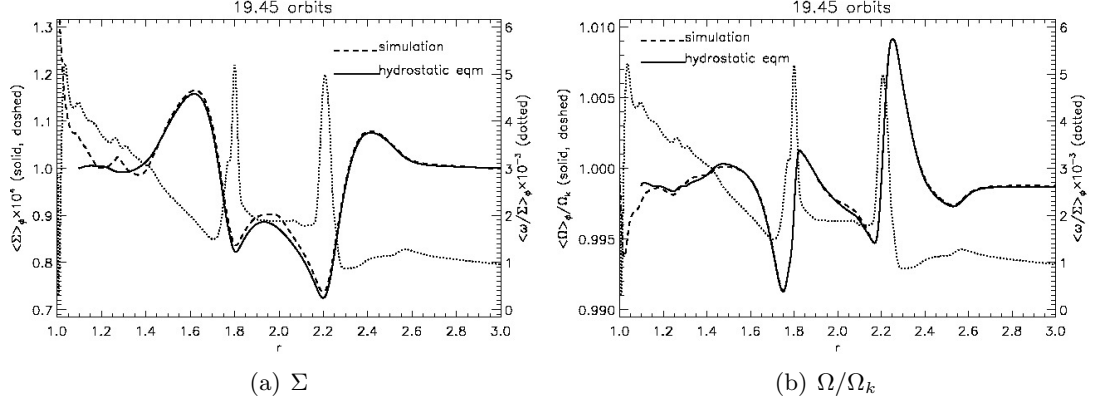 19.45 orbits
simulation
hydrostatic eqm
<Σ>ϕ×10⁶ (solid, dashed)
1.3
1.2
1.1
1.0
0.9
0.8
0.7
<ω/Σ>ϕ×10⁻³ (dotted)
6
5
4
3
2
1
0
1.0 1.2 1.4 1.6 1.8 2.0 2.2 2.4 2.6 2.8 3.0
r
(a) Σ
19.45 orbits
simulation
hydrostatic eqm
<Ω>ϕ/Ωk (solid, dashed)
1.010
1.005
1.000
0.995
0.990
<ω/Σ>ϕ×10⁻³ (dotted)
6
5
4
3
2
1
0
1.0 1.2 1.4 1.6 1.8 2.0 2.2 2.4 2.6 2.8 3.0
r
(b) Ω/Ωk